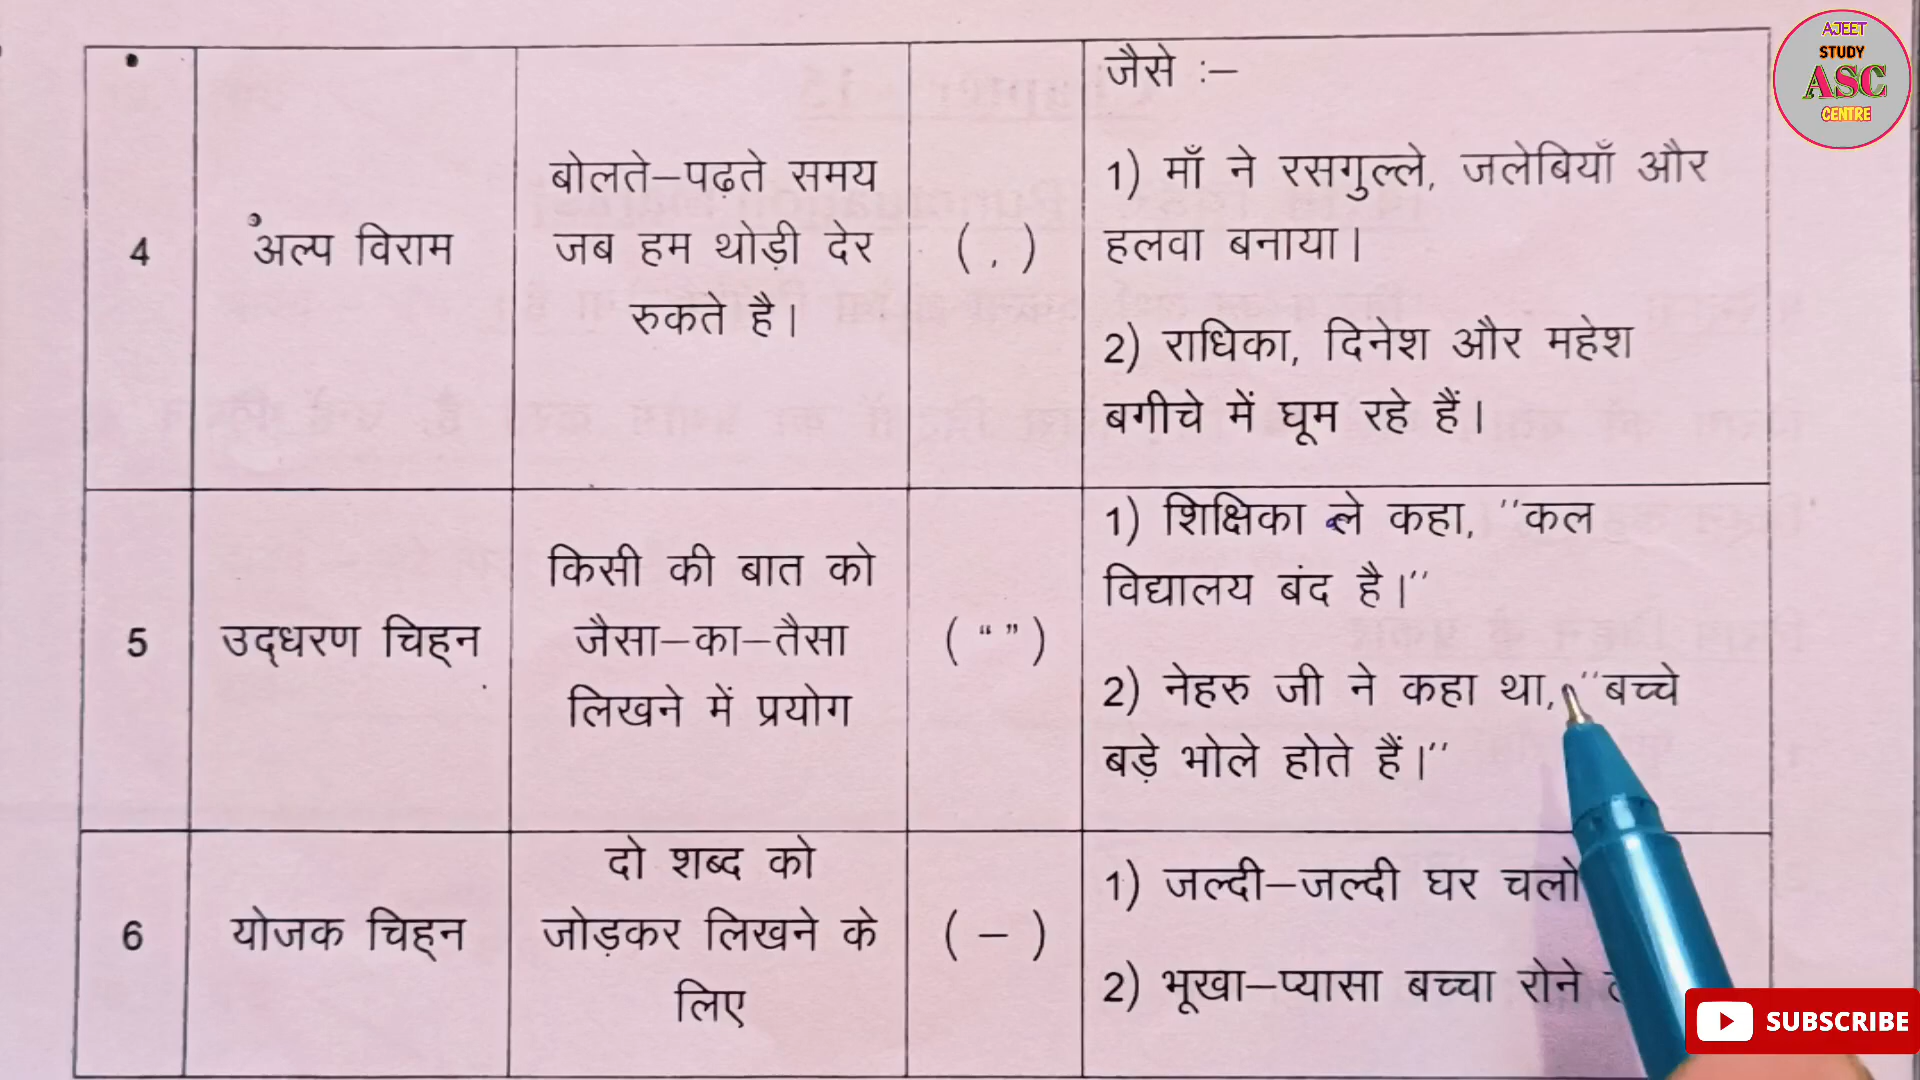 AJEET
STUDY
ASC
CENTRE
जैसे :–
4
अल्प विराम
बोलते–पढ़ते समय
जब हम थोड़ी देर
रुकते है।
( , )
1) माँ ने रसगुल्ले, जलेबियाँ और
हलवा बनाया।
2) राधिका, दिनेश और महेश
बगीचे में घूम रहे हैं।
5
उद्धरण चिह्न
किसी की बात को
जैसा–का–तैसा
लिखने में प्रयोग
( “ ” )
1) शिक्षिका ने कहा, ''कल
विद्यालय बंद है।''
2) नेहरु जी ने कहा था, ''बच्चे
बड़े भोले होते हैं।''
6
योजक चिह्न
दो शब्द को
जोड़कर लिखने के
लिए
( – )
1) जल्दी–जल्दी घर चलो
2) भूखा–प्यासा बच्चा रोने
SUBSCRIBE